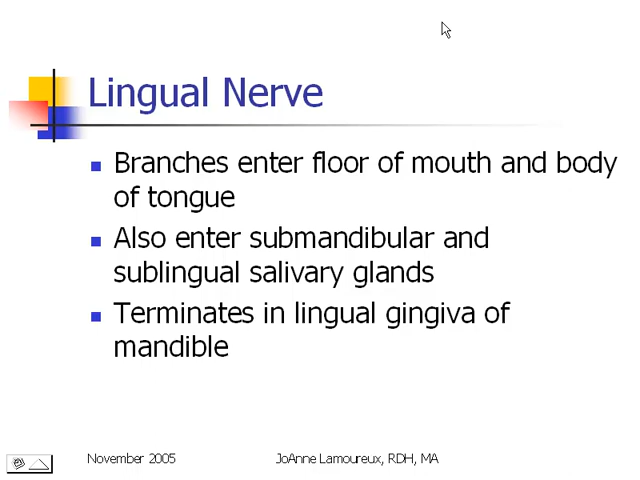 Lingual Nerve
Branches enter floor of mouth and body
of tongue
Also enter submandibular and
sublingual salivary glands
Terminates in lingual gingiva of
mandible
November 2005
JoAnne Lamoureux, RDH, MA